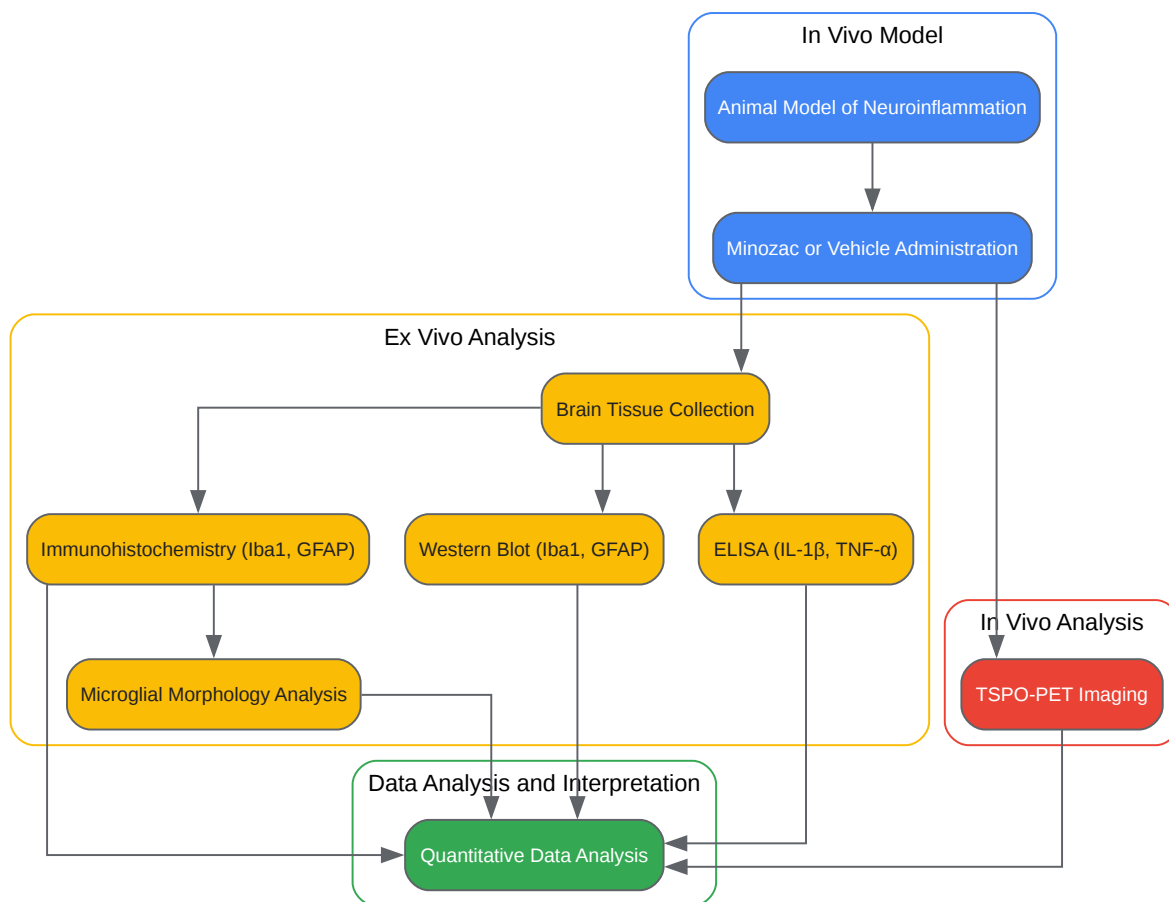 In Vivo Model
Animal Model of Neuroinflammation
Minozac or Vehicle Administration
Ex Vivo Analysis
Brain Tissue Collection
Immunohistochemistry (Iba1, GFAP)
Western Blot (Iba1, GFAP)
ELISA (IL-1β, TNF-α)
Microglial Morphology Analysis
In Vivo Analysis
TSPO-PET Imaging
Data Analysis and Interpretation
Quantitative Data Analysis